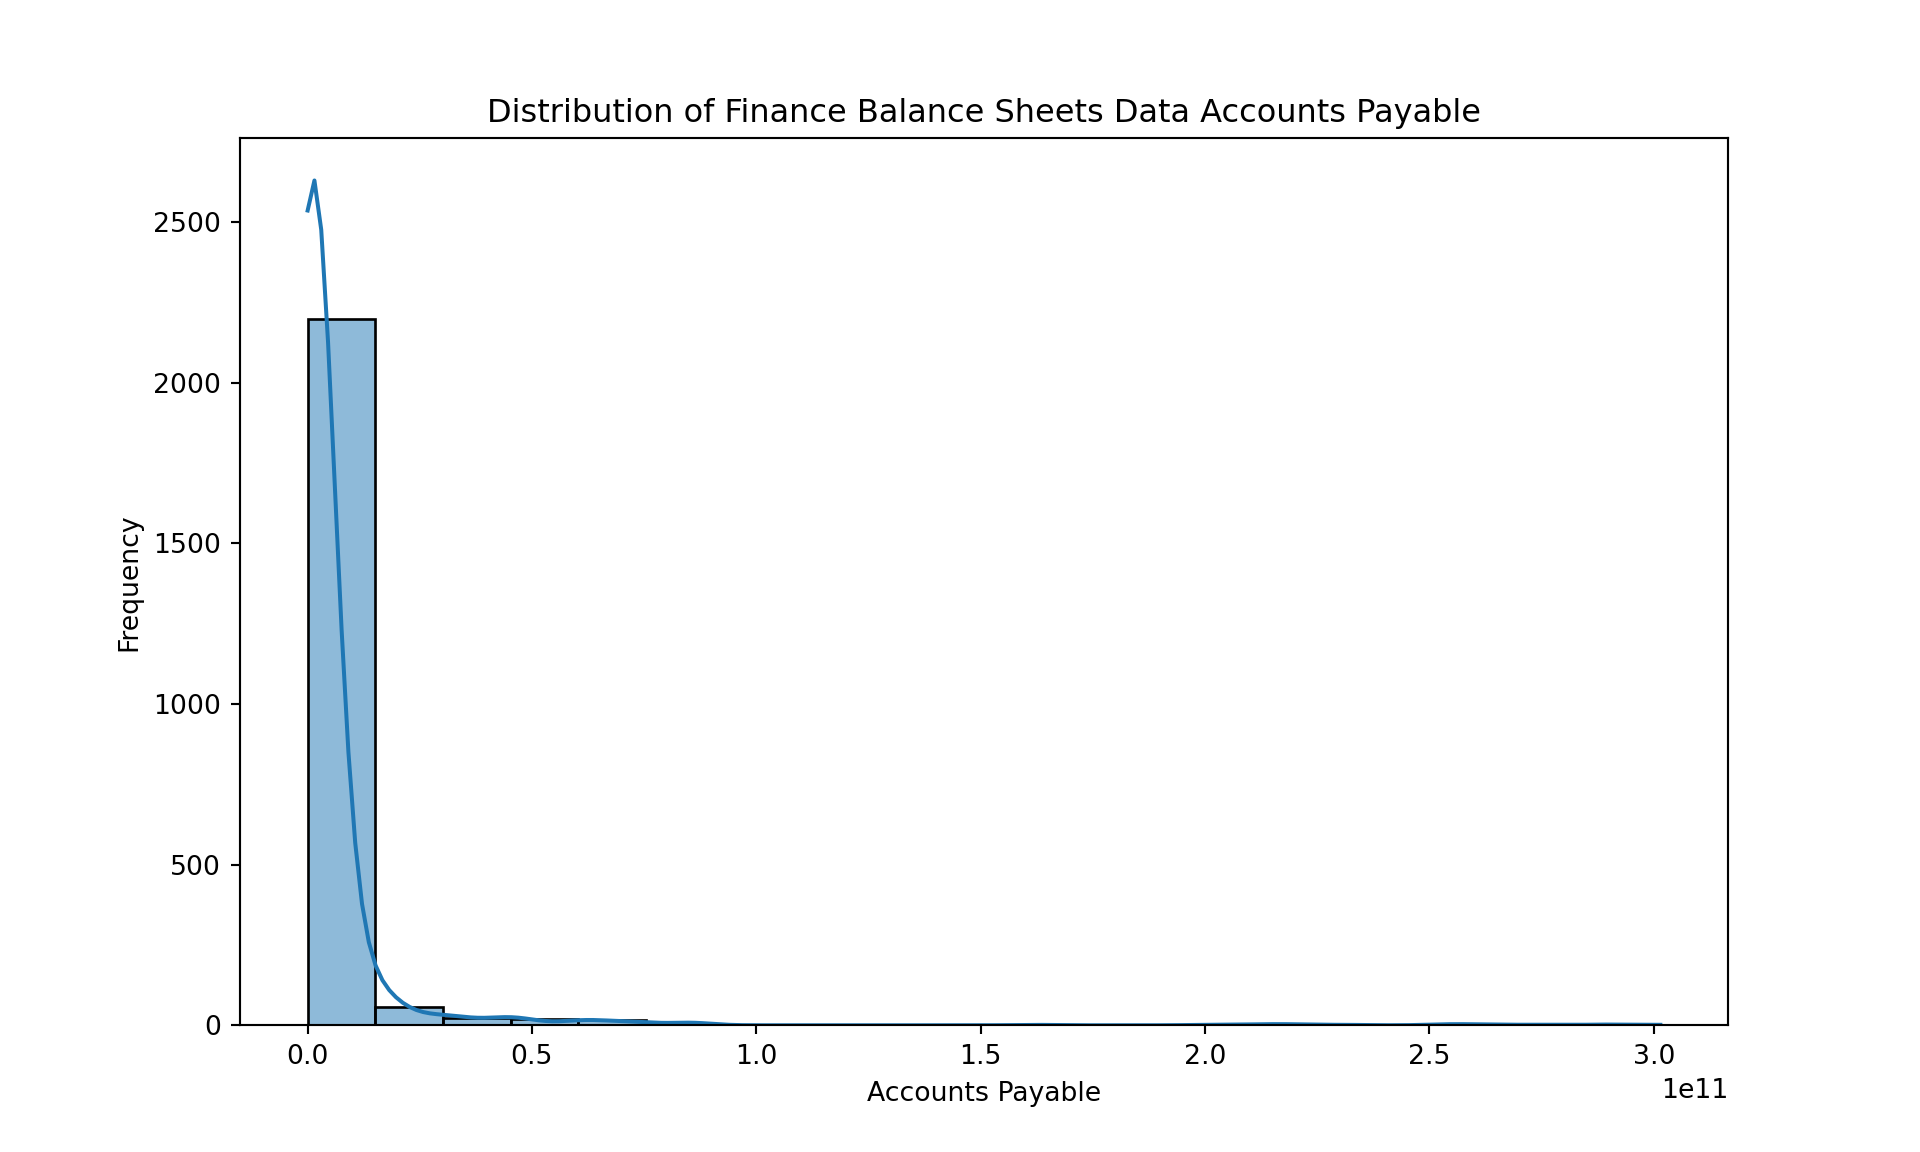 Distribution of Finance Balance Sheets Data Accounts Payable
Frequency
2500
2000
1500
1000
500
0
0.0 0.5 1.0 1.5 2.0 2.5 3.0
1e11
Accounts Payable